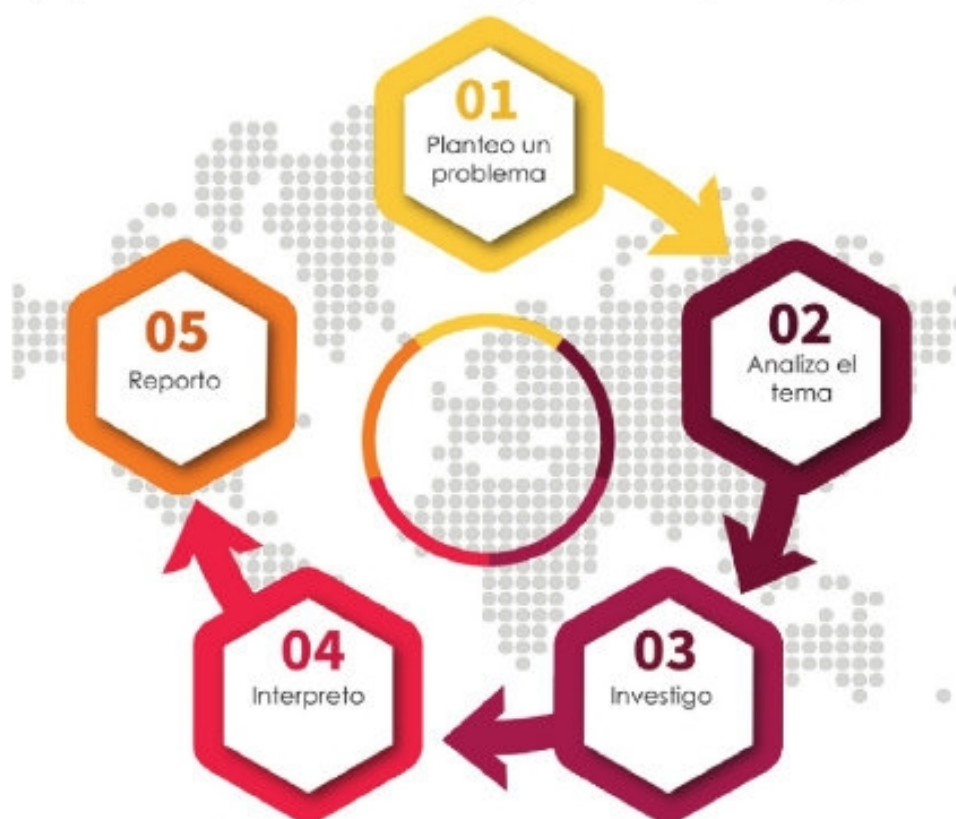 01
Planteo un
problema
02
Analizo el
tema
03
Investigo
04
Interpreto
05
Reporto